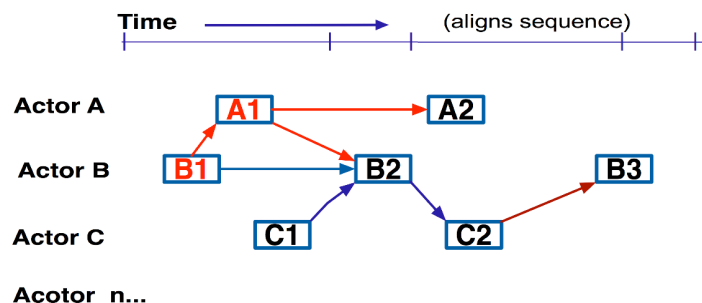 Time (aligns sequence)
Actor A A1 A2
Actor B B1 B2 B3
Actor C C1 C2
Acotor n...